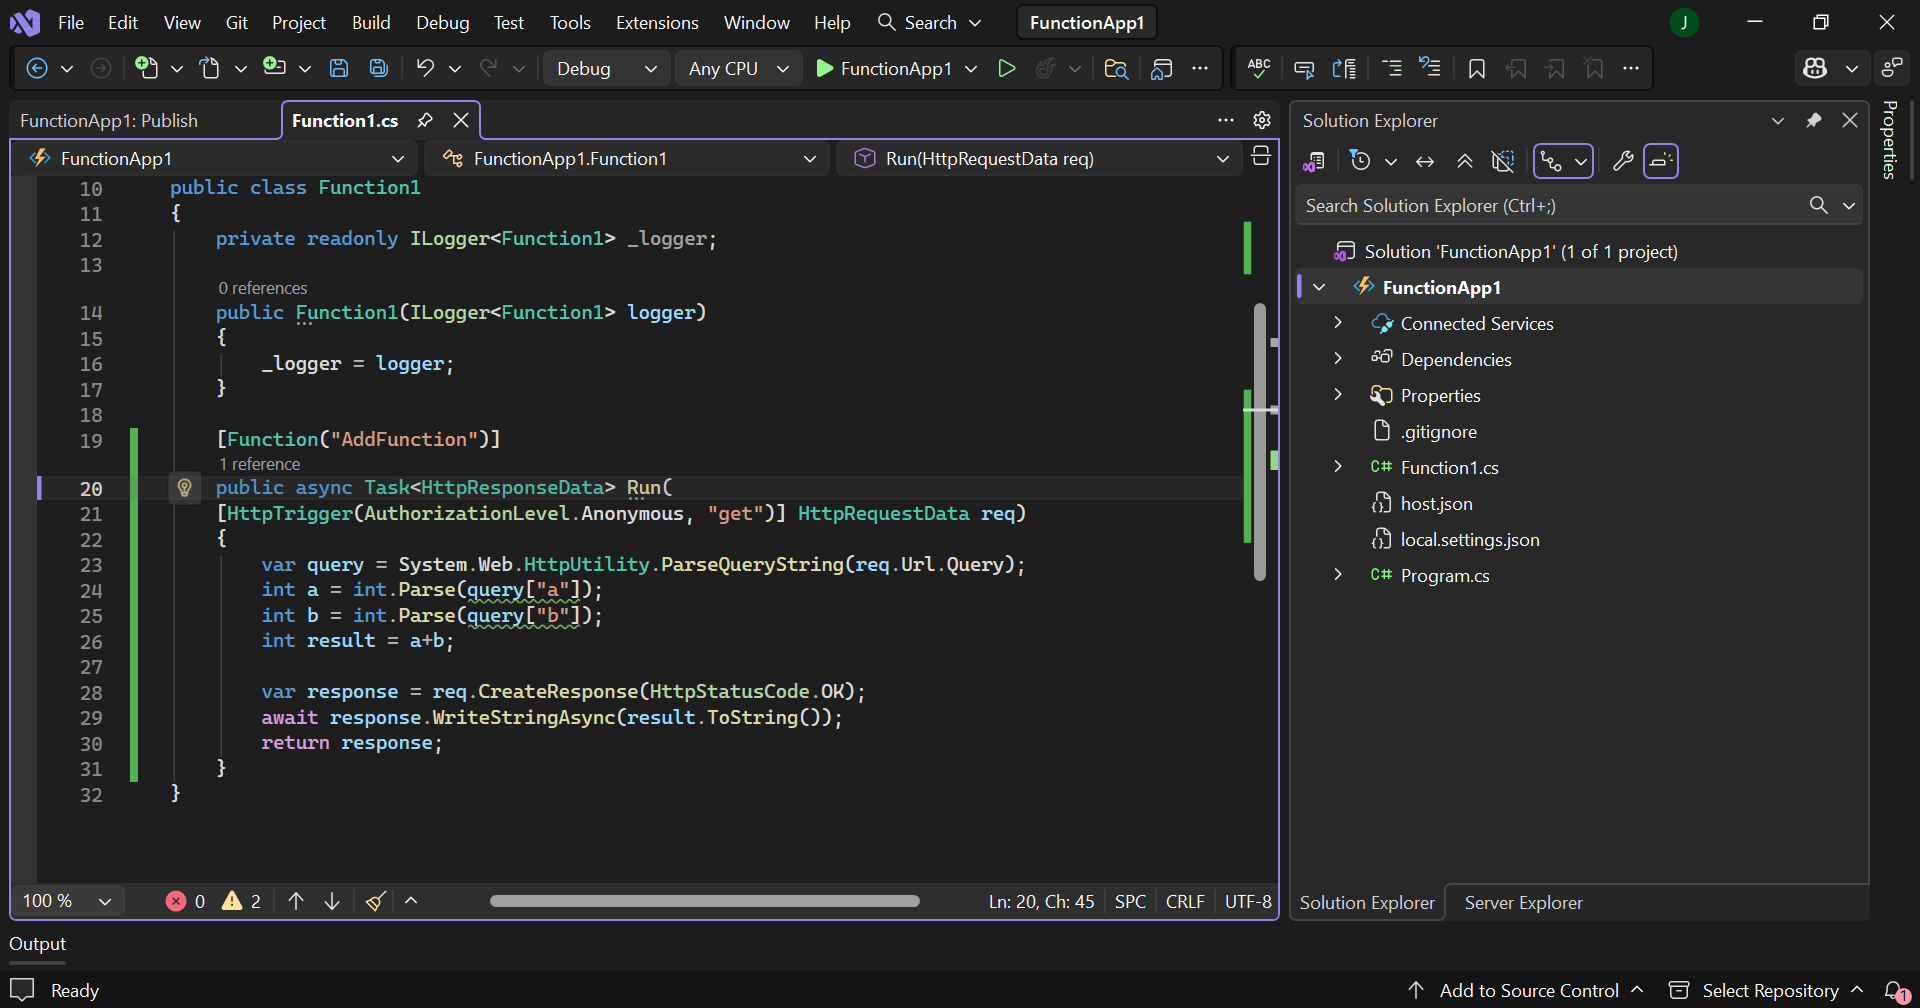 File Edit View Git Project Build Debug Test Tools Extensions Window Help Search FunctionApp1 J
Debug Any CPU FunctionApp1 ABC
FunctionApp1: Publish Function1.cs
FunctionApp1 FunctionApp1.Function1 Run(HttpRequestData req)
10 public class Function1
11 {
12 private readonly ILogger<Function1> _logger;
13
0 references
14 public Function1(ILogger<Function1> logger)
15 {
16 _logger = logger;
17 }
18
19 [Function("AddFunction")]
1 reference
20 public async Task<HttpResponseData> Run(
21 [HttpTrigger(AuthorizationLevel.Anonymous, "get")] HttpRequestData req)
22 {
23 var query = System.Web.HttpUtility.ParseQueryString(req.Url.Query);
24 int a = int.Parse(query["a"]);
25 int b = int.Parse(query["b"]);
26 int result = a+b;
27
28 var response = req.CreateResponse(HttpStatusCode.OK);
29 await response.WriteStringAsync(result.ToString());
30 return response;
31 }
32 }
100 % 0 2 Ln: 20, Ch: 45 SPC CRLF UTF-8
Solution Explorer
Search Solution Explorer (Ctrl+;)
Solution 'FunctionApp1' (1 of 1 project)
FunctionApp1
Connected Services
Dependencies
Properties
.gitignore
C# Function1.cs
host.json
local.settings.json
C# Program.cs
Solution Explorer Server Explorer
Properties
Output
Ready Add to Source Control Select Repository 1